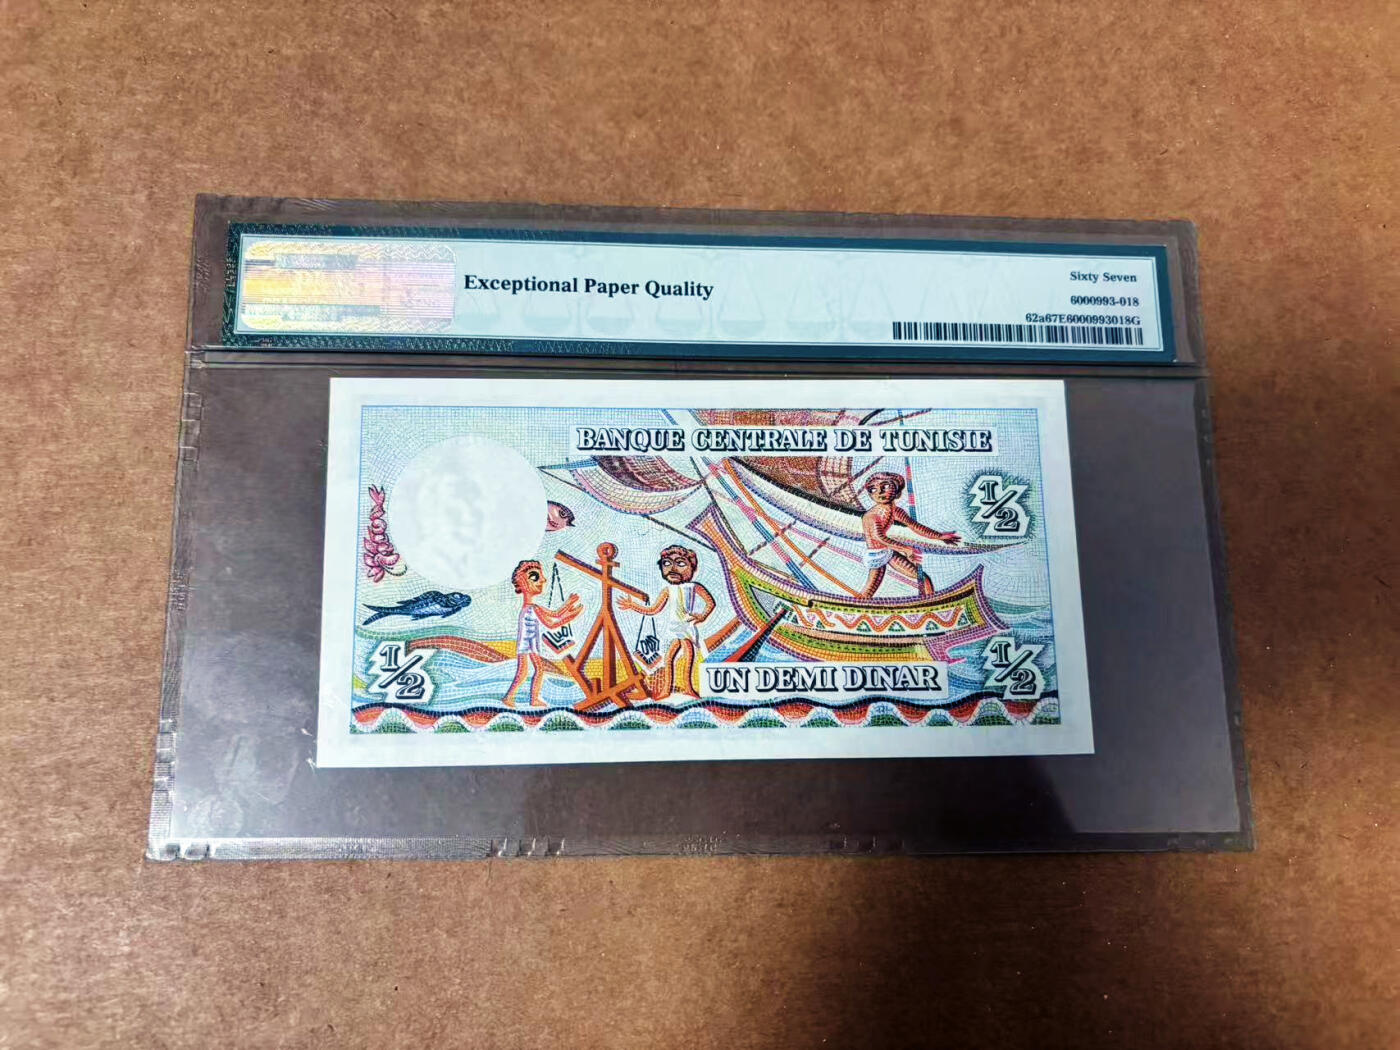 Exceptional Paper Quality
Sixty Seven
6000993-018
62a67E6000993018G
BANQUE CENTRALE DE TUNISIE
1/2
1/2
UN DEMI DINAR
1/2